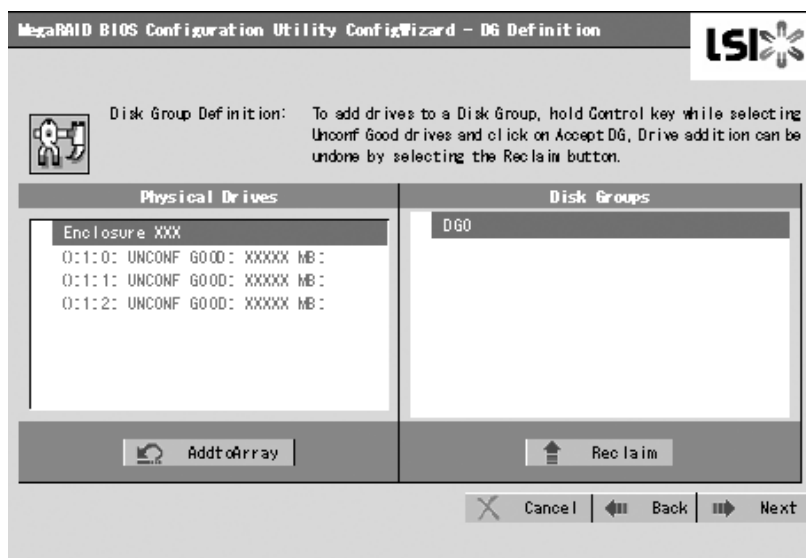 MegaRAID BIOS Configuration Utility ConfigWizard - DG Definition
LSI
Disk Group Definition:
To add drives to a Disk Group, hold Control key while selecting
Unconf Good drives and click on Accept DG, Drive addition can be
undone by selecting the Reclaim button.
Physical Drives
Enclosure XXX
0:1:0: UNCONF GOOD: XXXXX MB:
0:1:1: UNCONF GOOD: XXXXX MB:
0:1:2: UNCONF GOOD: XXXXX MB:
AddtoArray
Disk Groups
DG0
Reclaim
Cancel
Back
Next